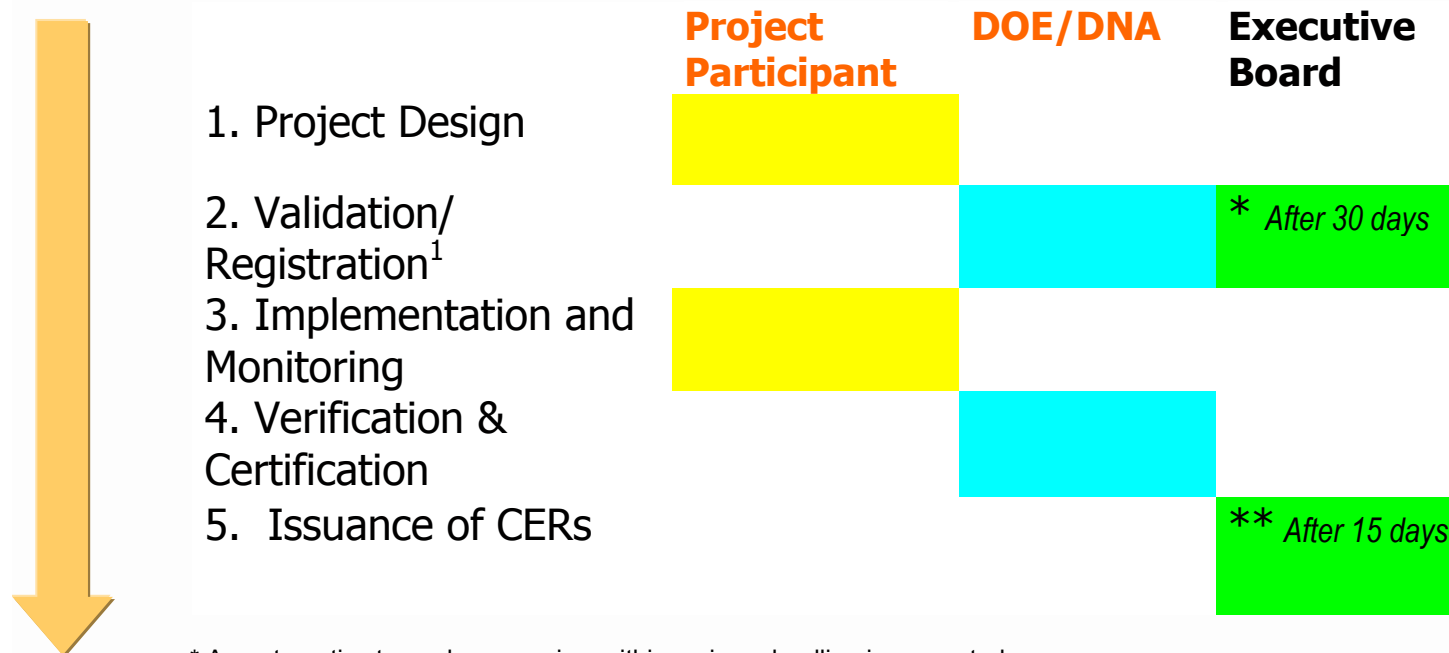 Project Participant
DOE/DNA
Executive Board
1. Project Design
2. Validation/
Registration1
* After 30 days
3. Implementation and
Monitoring
4. Verification &
Certification
5. Issuance of CERs
** After 15 days